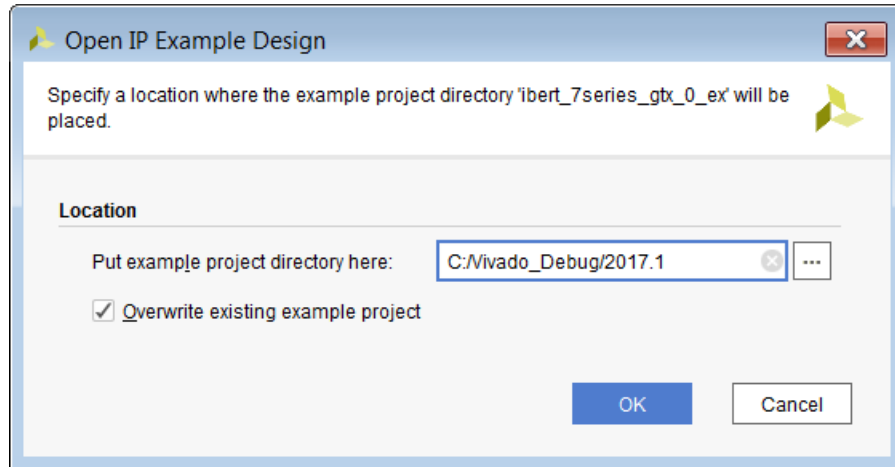 Open IP Example Design
Specify a location where the example project directory 'ibert_7series_gtx_0_ex' will be
placed.
Location
Put example project directory here: C:/Vivado_Debug/2017.1 ...
Overwrite existing example project
OK Cancel